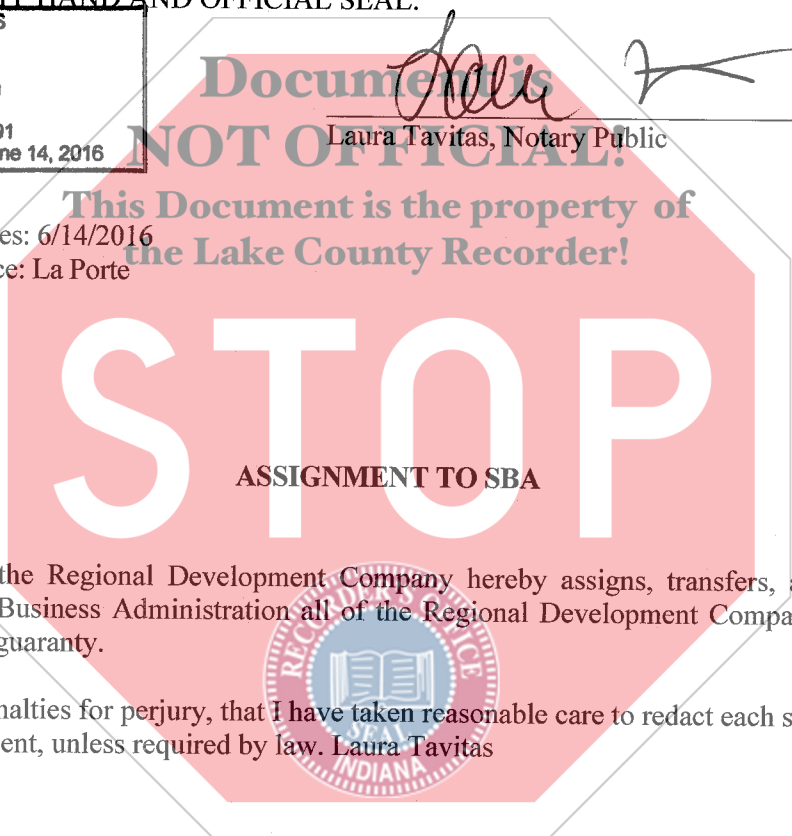 HAND AND OFFICIAL SEAL.
S
91
ne 14, 2016
Laura Tavitas, Notary Public
Document is
NOT OFFICIAL!
This Document is the property of
the Lake County Recorder!
es: 6/14/2016
ce: La Porte
STOP
ASSIGNMENT TO SBA
the Regional Development Company hereby assigns, transfers, a
Business Administration all of the Regional Development Compa
guaranty.
nalties for perjury, that I have taken reasonable care to redact each s
ent, unless required by law. Laura Tavitas
RECORDER'S OFFICE
SEAL
INDIANA